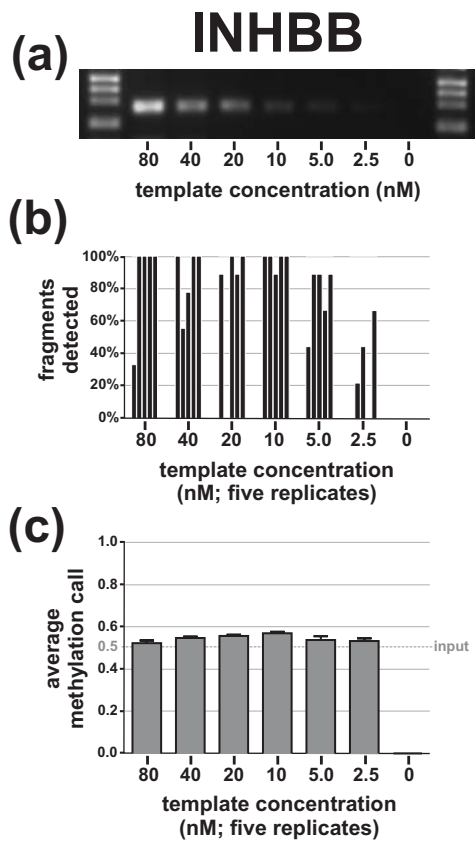 INHBB
(a)
80 40 20 10 5.0 2.5 0
template concentration (nM)
(b)
fragments
detected
100%
80%
60%
40%
20%
0%
80 40 20 10 5.0 2.5 0
template concentration
(nM; five replicates)
(c)
average
methylation call
1.0
0.8
0.6
0.5
0.4
0.2
0.0
input
80 40 20 10 5.0 2.5 0
template concentration
(nM; five replicates)